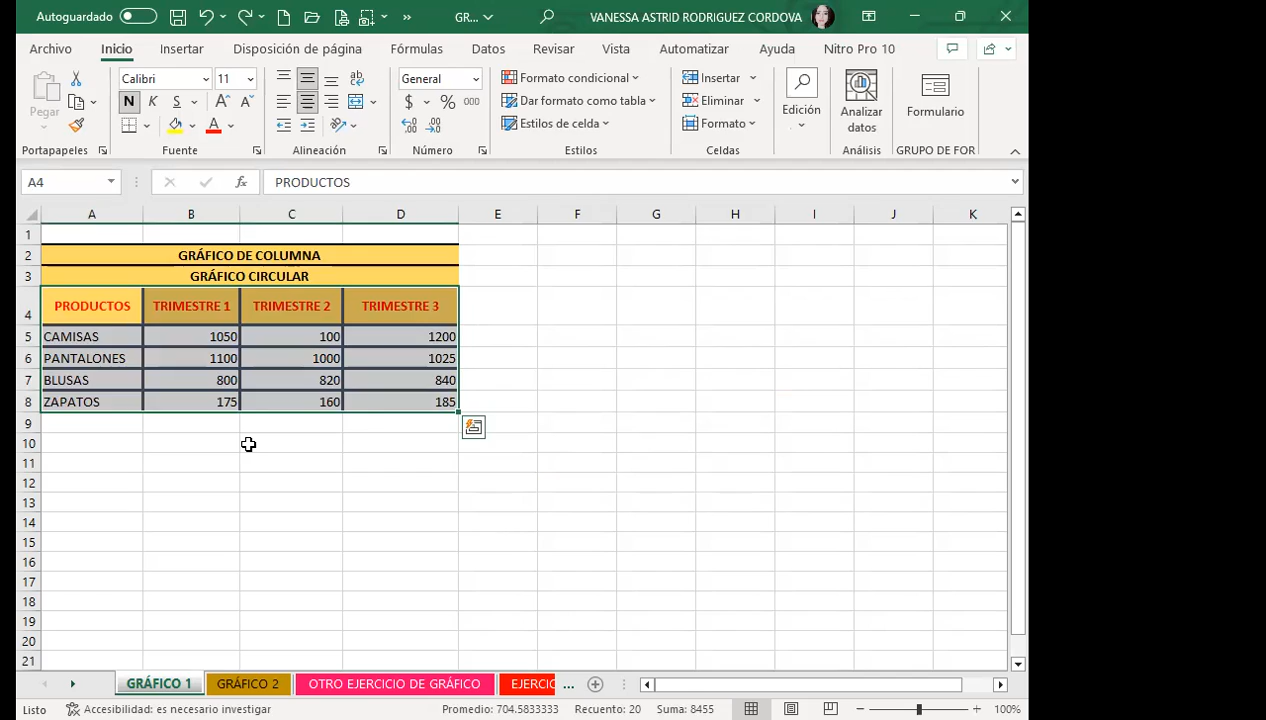 Autoguardado GR... VANESSA ASTRID RODRIGUEZ CORDOVA
Archivo Inicio Insertar Disposición de página Fórmulas Datos Revisar Vista Automatizar Ayuda Nitro Pro 10
Pegar
Calibri 11
N K S
General
$ % 000
Formato condicional
Dar formato como tabla
Estilos de celda
Insertar
Eliminar
Formato
Edición
Analizar datos
Formulario
Portapapeles Fuente Alineación Número Estilos Celdas Análisis GRUPO DE FOR
A4 fx PRODUCTOS
A B C D E F G H I J K
1
2 GRÁFICO DE COLUMNA
3 GRÁFICO CIRCULAR
4 PRODUCTOS TRIMESTRE 1 TRIMESTRE 2 TRIMESTRE 3
5 CAMISAS 1050 100 1200
6 PANTALONES 1100 1000 1025
7 BLUSAS 800 820 840
8 ZAPATOS 175 160 185
9
10
11
12
13
14
15
16
17
18
19
20
21
GRÁFICO 1 GRÁFICO 2 OTRO EJERCICIO DE GRÁFICO EJERCIC ...
Listo Accesibilidad: es necesario investigar Promedio: 704.5833333 Recuento: 20 Suma: 8455 100%